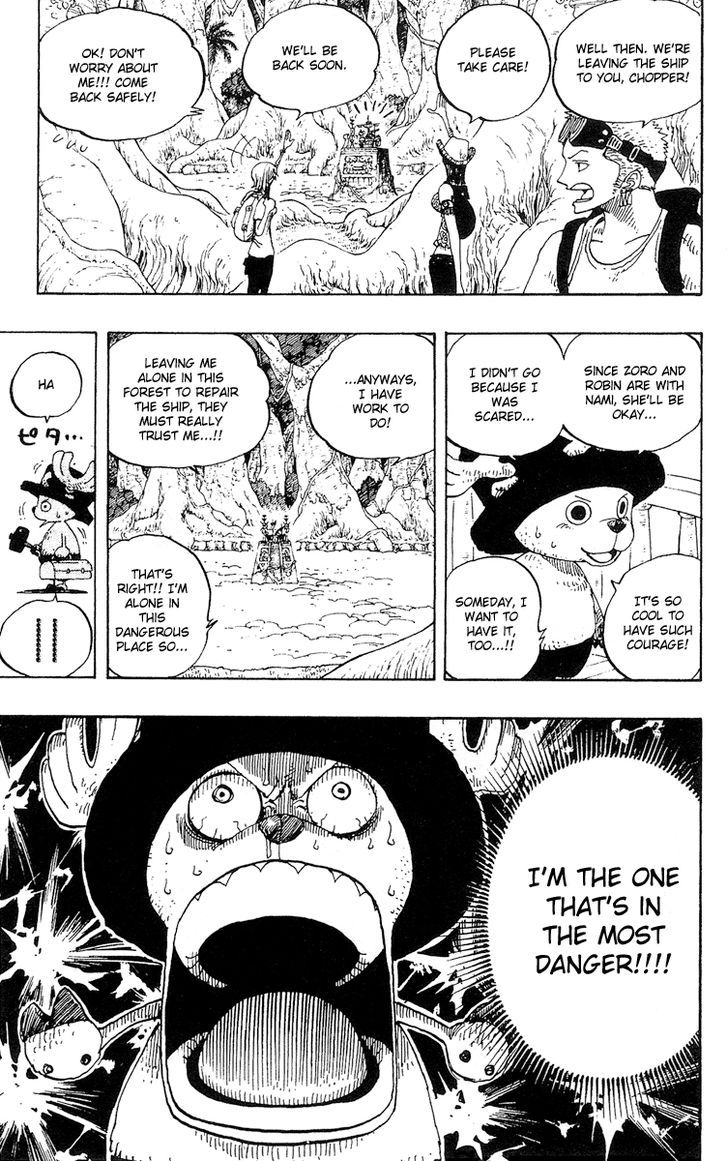 WELL THEN. WE'RE
LEAVING THE SHIP
TO YOU, CHOPPER!
PLEASE
TAKE CARE!
WE'LL BE
BACK SOON.
OK! DON'T
WORRY ABOUT
ME!!! COME
BACK SAFELY!
SINCE ZORO AND
ROBIN ARE WITH
NAMI, SHE'LL BE
OKAY...
I DIDN'T GO
BECAUSE I
WAS
SCARED...
IT'S SO
COOL TO
HAVE SUCH
COURAGE!
SOMEDAY, I
WANT TO
HAVE IT,
TOO...!!
...ANYWAYS,
I HAVE
WORK TO
DO!
LEAVING ME
ALONE IN THIS
FOREST TO REPAIR
THE SHIP, THEY
MUST REALLY
TRUST ME...!!
THAT'S
RIGHT!! I'M
ALONE IN
THIS
DANGEROUS
PLACE SO...
HA
ピタ...
!!
I'M THE ONE
THAT'S IN
THE MOST
DANGER!!!!